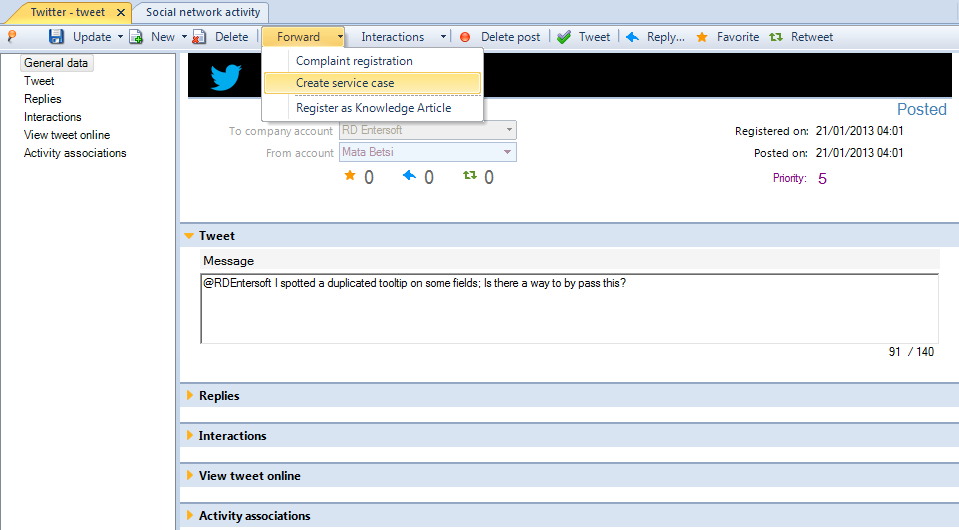 Twitter - tweet
Social network activity
Update New Delete Forward Interactions Delete post Tweet Reply... Favorite Retweet
General data
Tweet
Replies
Interactions
View tweet online
Activity associations
Complaint registration
Create service case
Register as Knowledge Article
Posted
To company account RD Entersoft Registered on: 21/01/2013 04:01
From account Mata Betsi Posted on: 21/01/2013 04:01
0 0 0 Priority: 5
Tweet
Message
@RDEntersoft I spotted a duplicated tooltip on some fields; Is there a way to by pass this?
91 / 140
Replies
Interactions
View tweet online
Activity associations